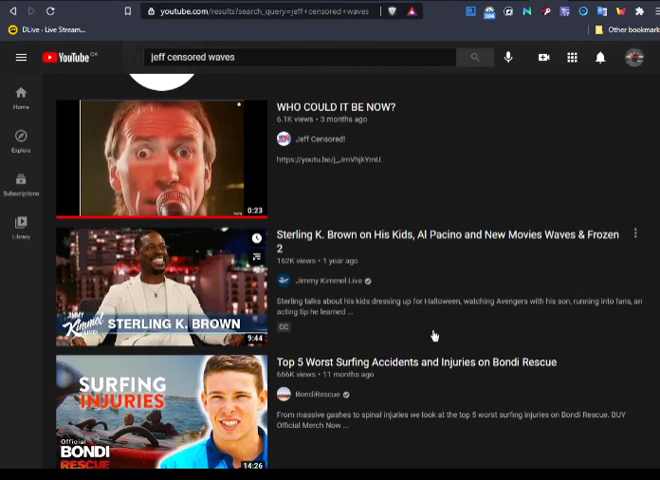 youtube.com/results?search_query=jeff+censored+waves
104
DLive - Live Stream...
Other bookmark
YouTube CA
jeff censored waves
Home
Explore
Subscriptions
Library
0:23
WHO COULD IT BE NOW?
6.1K views • 3 months ago
Jeff Censored!
JIMMY
Kimmel
LIVE!
STERLING K. BROWN
9:44
Sterling K. Brown on His Kids, Al Pacino and New Movies Waves & Frozen
2
162K views • 1 year ago
Jimmy Kimmel Live
Sterling talks about his kids dressing up for Halloween, watching Avengers with his son, running into fans, an
acting tip he learned ...
CC
SURFING
INJURIES
Official
BONDI
RESCUE
14:26
Top 5 Worst Surfing Accidents and Injuries on Bondi Rescue
666K views • 11 months ago
BondiRescue
From massive gashes to spinal injuries we look at the top 5 worst surfing injuries on Bondi Rescue. BUY
Official Merch Now ...